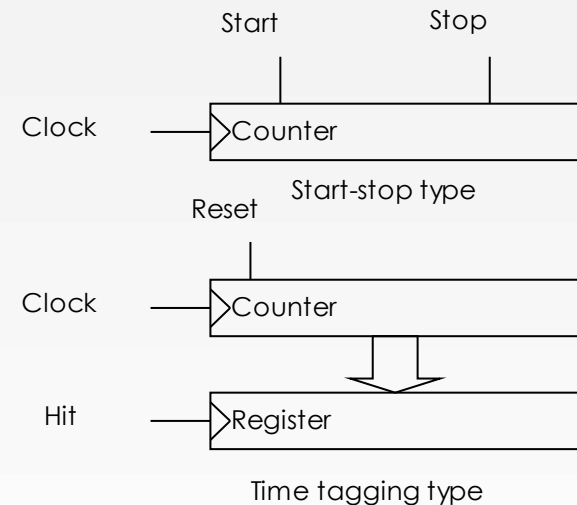 Start Stop
Clock
Counter
Start-stop type
Reset
Clock
Counter
Hit
Register
Time tagging type